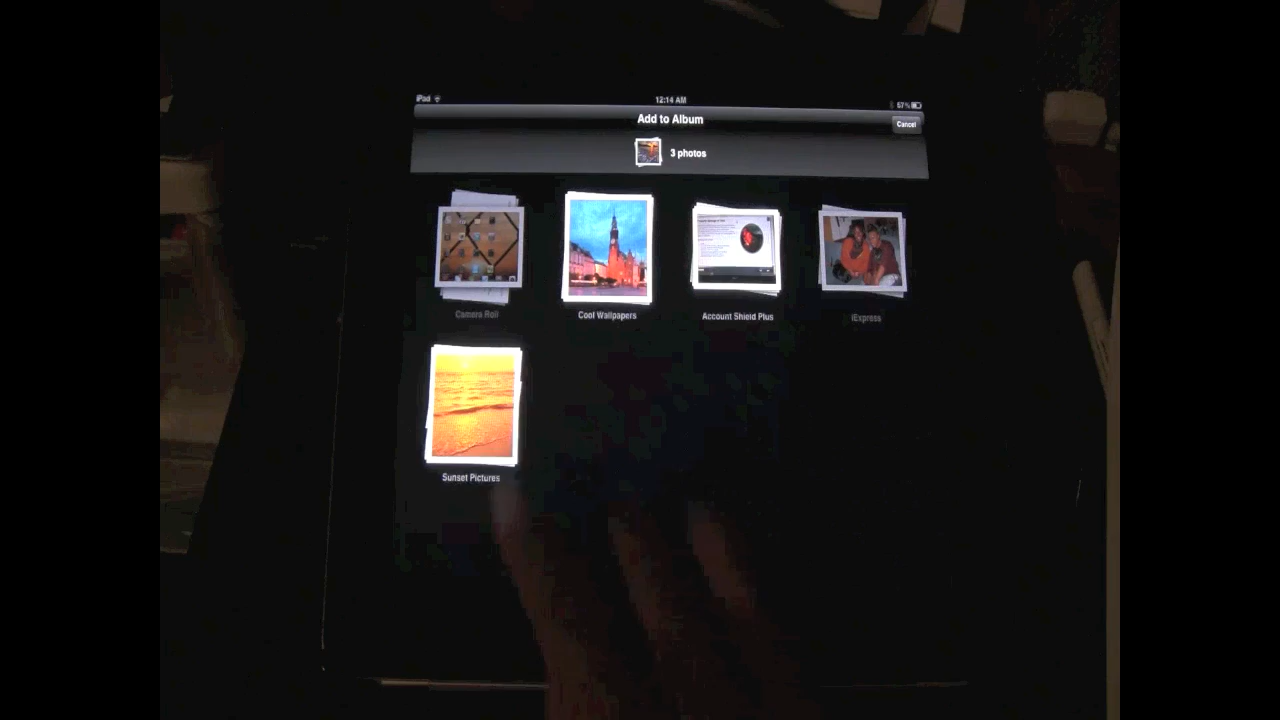 iPad 12:14 AM 57%
Add to Album Cancel
3 photos
Camera Roll Cool Wallpapers Account Shield Plus iExpress
Sunset Pictures